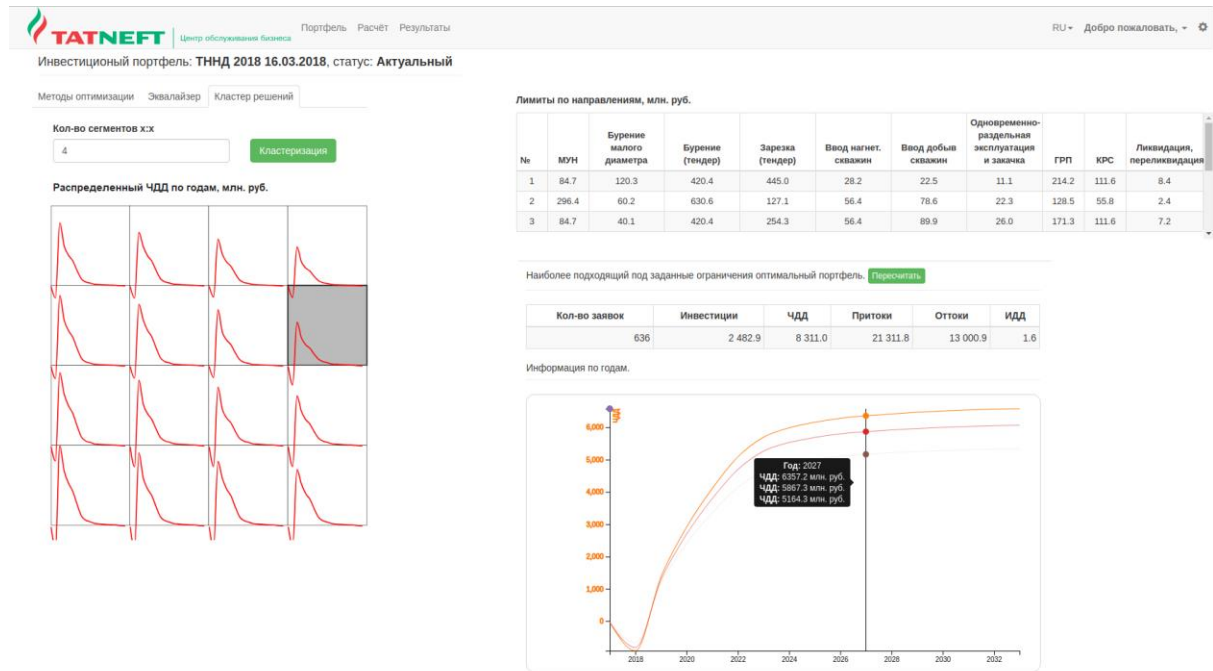 TATNEFT
Центр обслуживания бизнеса
Портфель Расчёт Результаты
RU
Добро пожаловать,
Инвестиционый портфель: ТННД 2018 16.03.2018, статус: Актуальный
Методы оптимизации Эквалайзер Кластер решений
Кол-во сегментов x:x
4
Кластеризация
Распределенный ЧДД по годам, млн. руб.
Лимиты по направлениям, млн. руб.
№ МУН Бурение малого диаметра Бурение (тендер) Зарезка (тендер) Ввод нагнет. скважин Ввод добыв скважин Одновременно-раздельная эксплуатация и закачка ГРП КРС Ликвидация, переликвидация
1 84.7 120.3 420.4 445.0 28.2 22.5 11.1 214.2 111.6 8.4
2 296.4 60.2 630.6 127.1 56.4 78.6 22.3 128.5 55.8 2.4
3 84.7 40.1 420.4 254.3 56.4 89.9 26.0 171.3 111.6 7.2
Наиболее подходящий под заданные ограничения оптимальный портфель. Пересчитать
Кол-во заявок Инвестиции ЧДД Притоки Оттоки ИДД
636 2 482.9 8 311.0 21 311.8 13 000.9 1.6
Информация по годам.
ЧДД
6,000
5,000
4,000
3,000
2,000
1,000
0
Год: 2027
ЧДД: 6357.2 млн. руб.
ЧДД: 5867.3 млн. руб.
ЧДД: 5164.3 млн. руб.
2018 2020 2022 2024 2026 2028 2030 2032